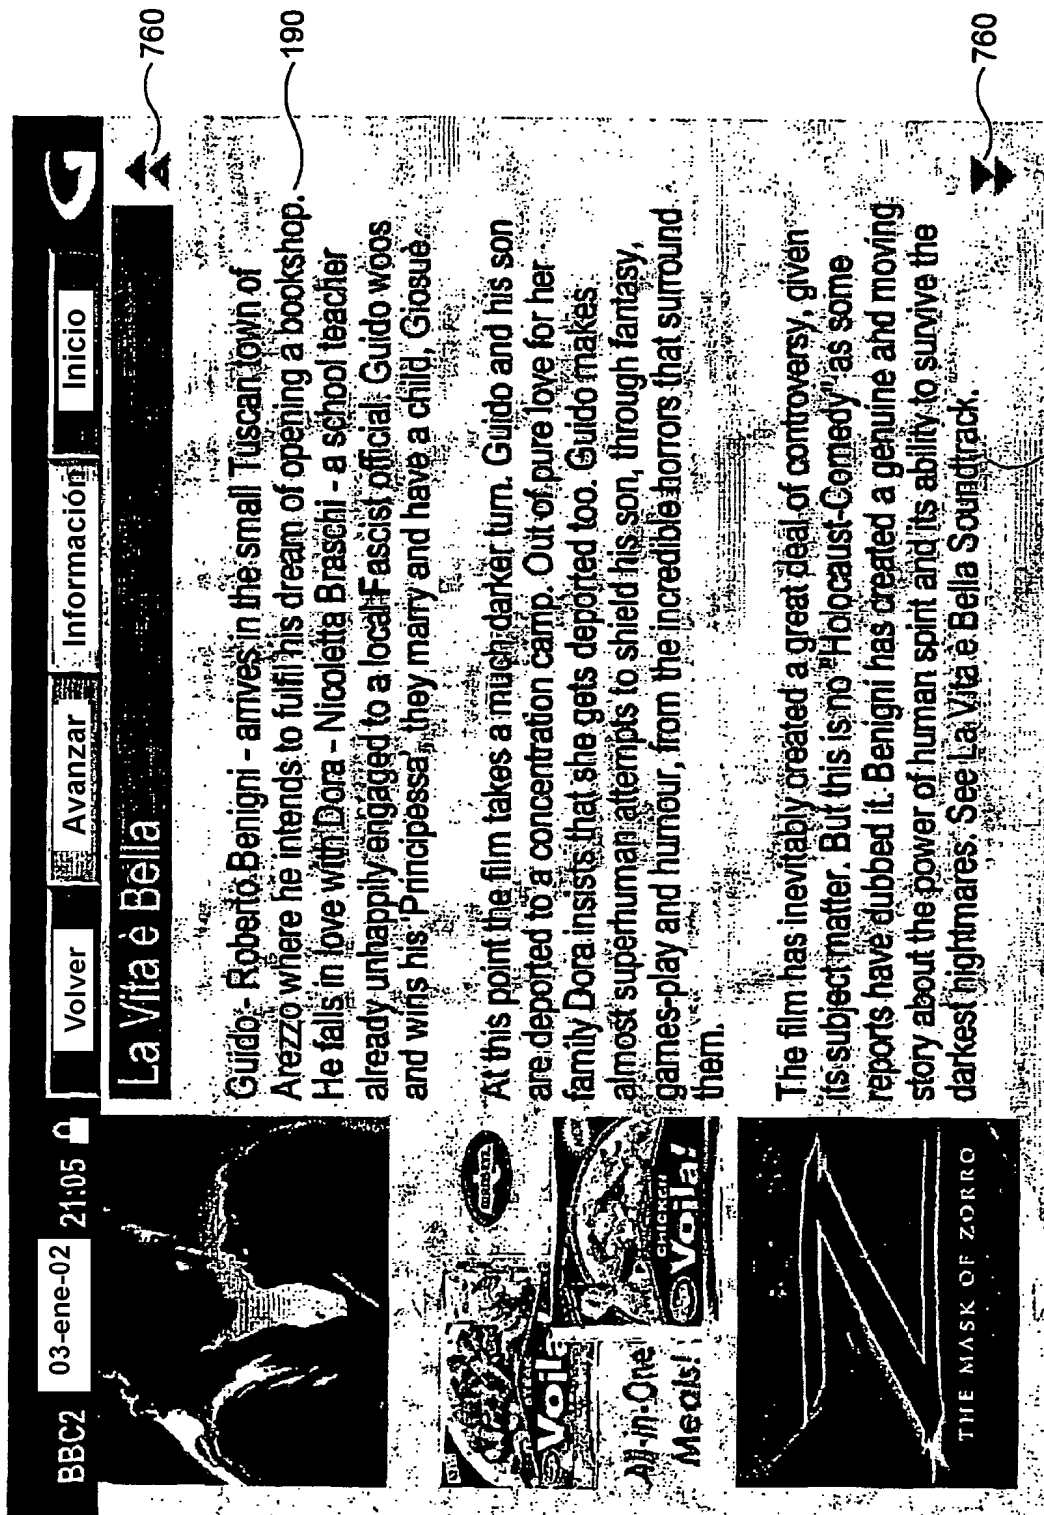 BBC2 03-ene-02 21:05 Volver Avanzar Información Inicio
La Vita è Bella
760
Guido - Roberto Benigni - arrives in the small Tuscan town of
Arezzo where he intends to fulfil his dream of opening a bookshop.
190
He falls in love with Dora - Nicoletta Braschi - a school teacher
already unhappily engaged to a local Fascist official. Guido woos
and wins his 'Principessa', they marry and have a child, Giosuè.
At this point the film takes a much darker turn. Guido and his son
are deported to a concentration camp. Out of pure love for her
family Dora insists that she gets deported too. Guido makes
almost superhuman attempts to shield his son, through fantasy,
games-play and humour, from the incredible horrors that surround
them.
The film has inevitably created a great deal of controversy, given
its subject matter. But this is no "Holocaust-Comedy" as some
reports have dubbed it. Benigni has created a genuine and moving
story about the power of human spirit and its ability to survive the
darkest nightmares. See La Vita è Bella Soundtrack.
760
Voila
CHICKEN
Voila!
All-in-One
Meals!
THE MASK OF ZORRO